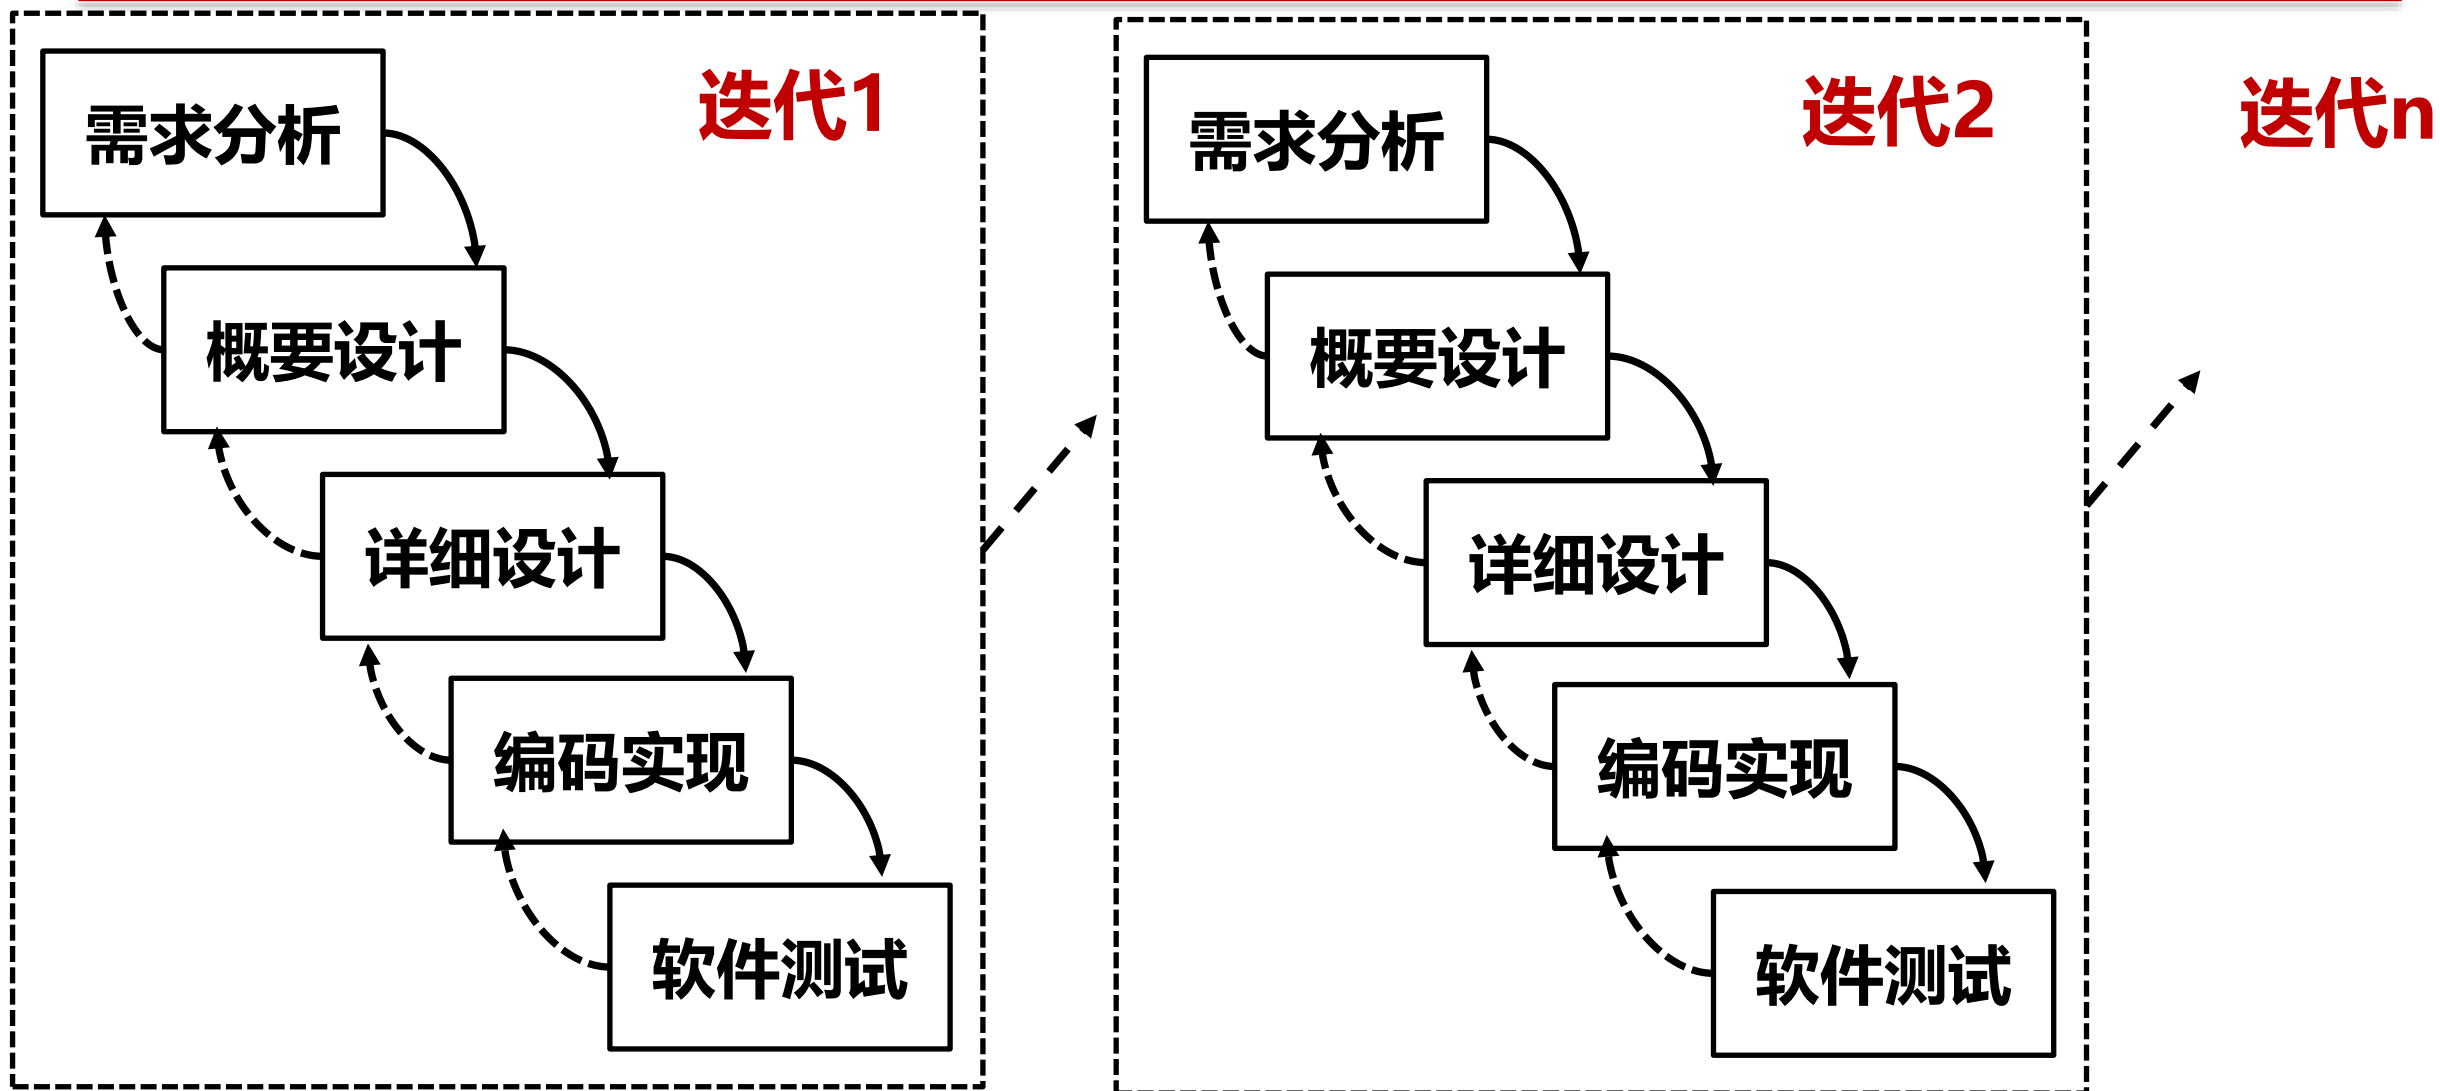 迭代1
需求分析
概要设计
详细设计
编码实现
软件测试
迭代2
需求分析
概要设计
详细设计
编码实现
软件测试
迭代n